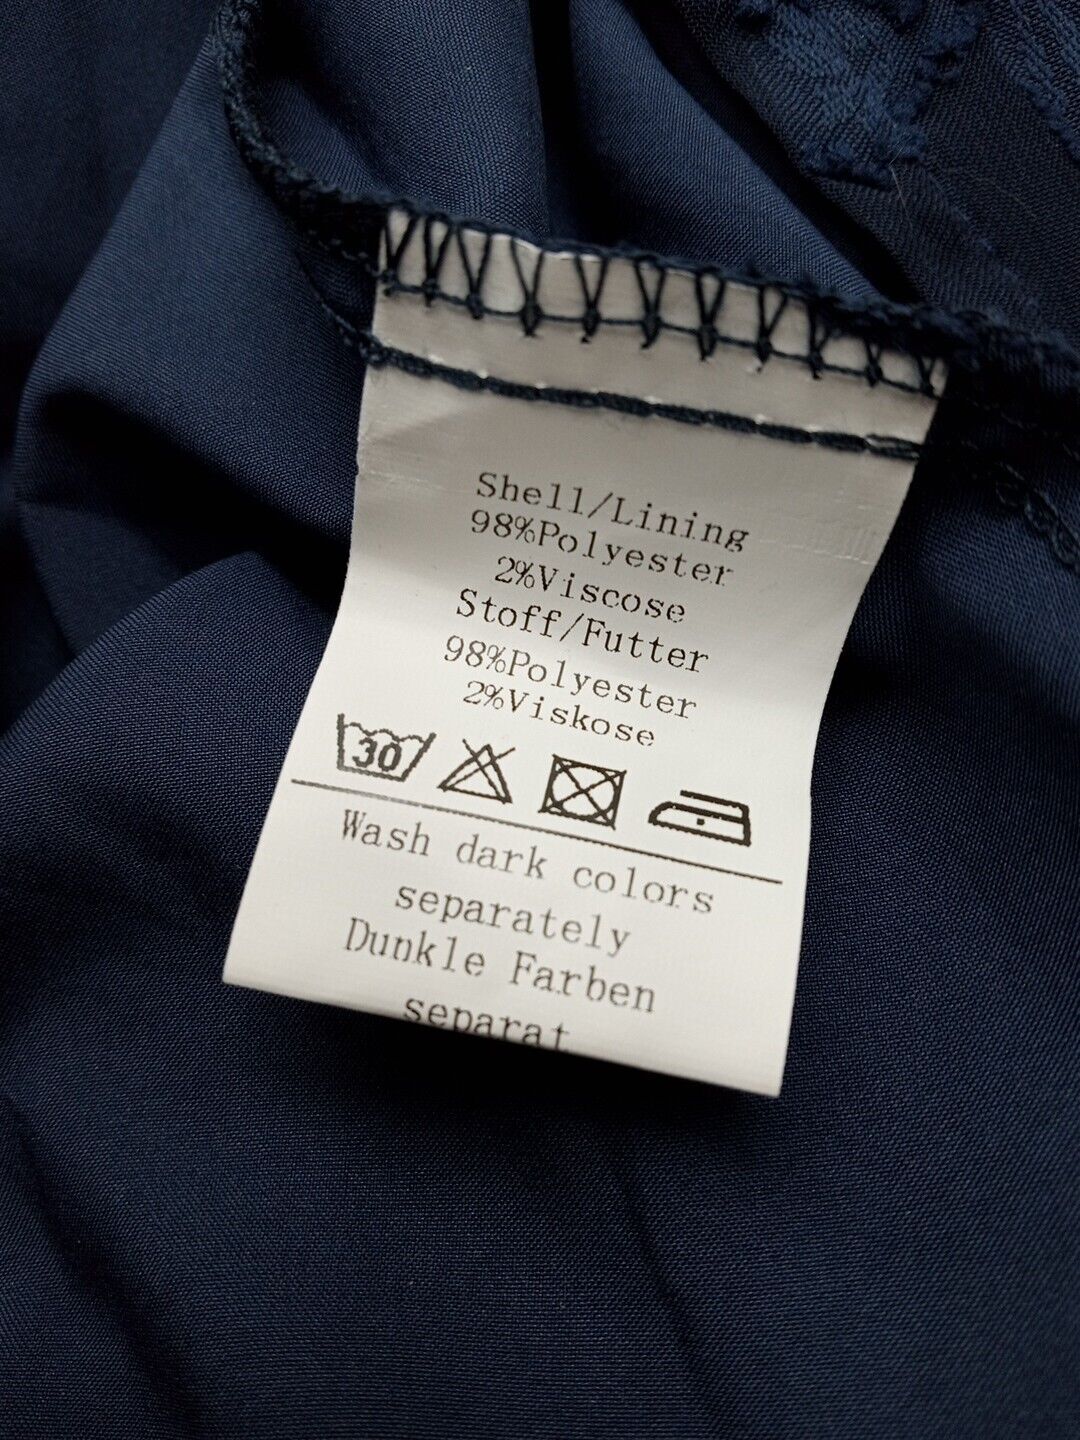 Shell/Lining
98%Polyester
2%Viscose
Stoff/Futter
98%Polyester
2%Viskose
30
Wash dark colors
separately
Dunkle Farben
separat